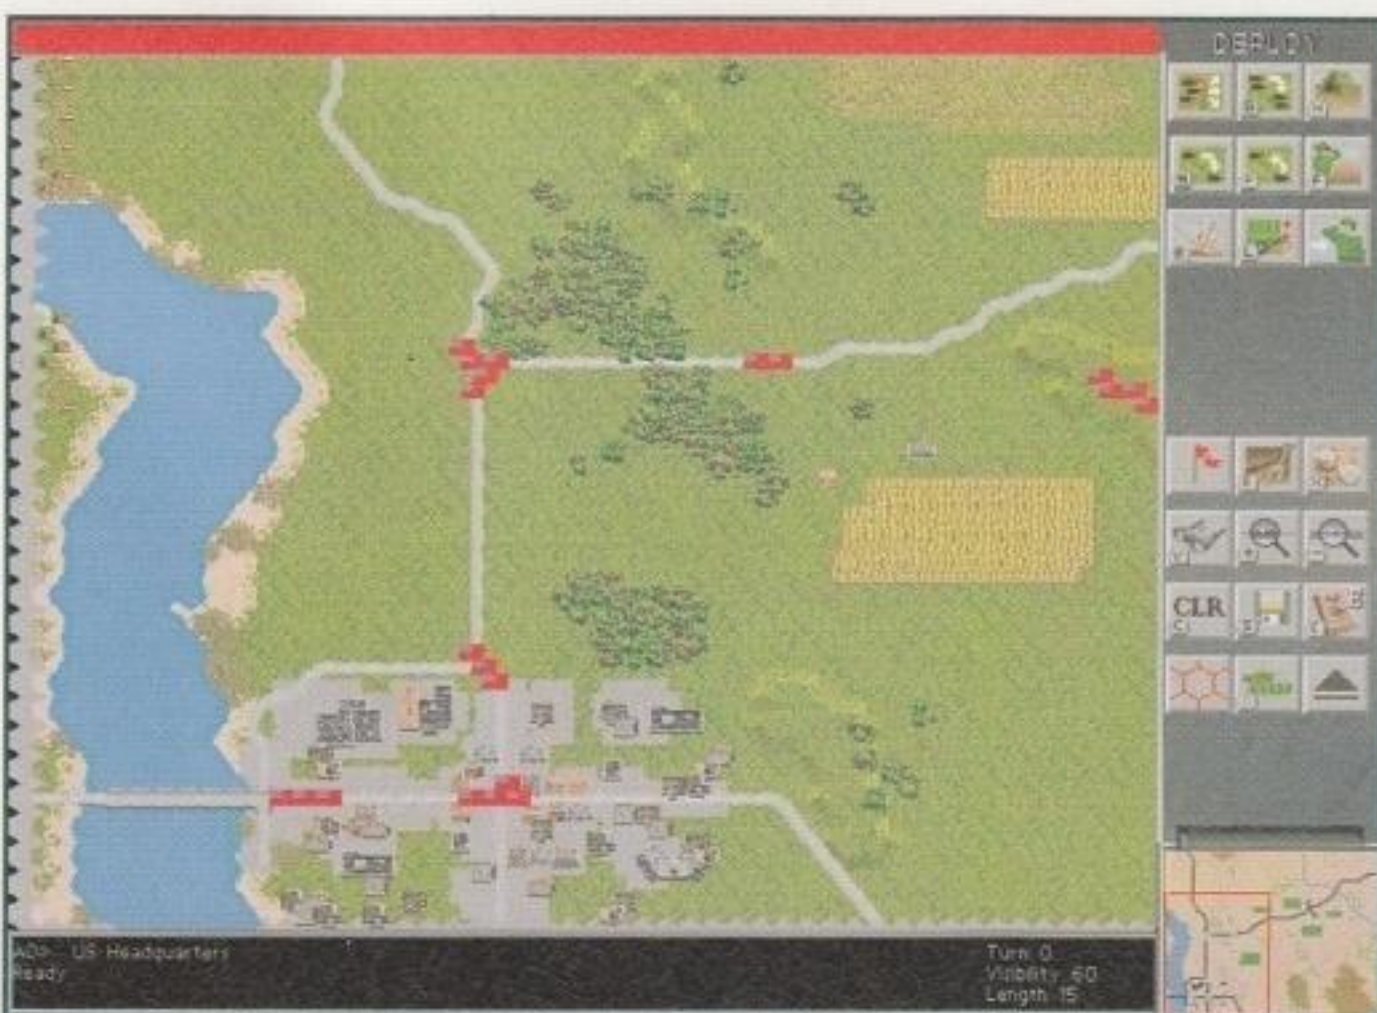 DEPLOY
CLR
US Headquarters
Ready
Turn 0
Visibility 60
Length 15